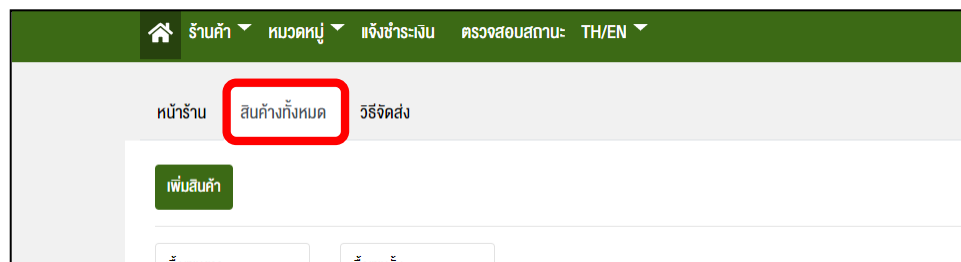 ร้านค้า หมวดหมู่ แจ้งชำระเงิน ตรวจสอบสถานะ TH/EN
หน้าร้าน สินค้างทั้งหมด วิธีจัดส่ง
เพิ่มสินค้า